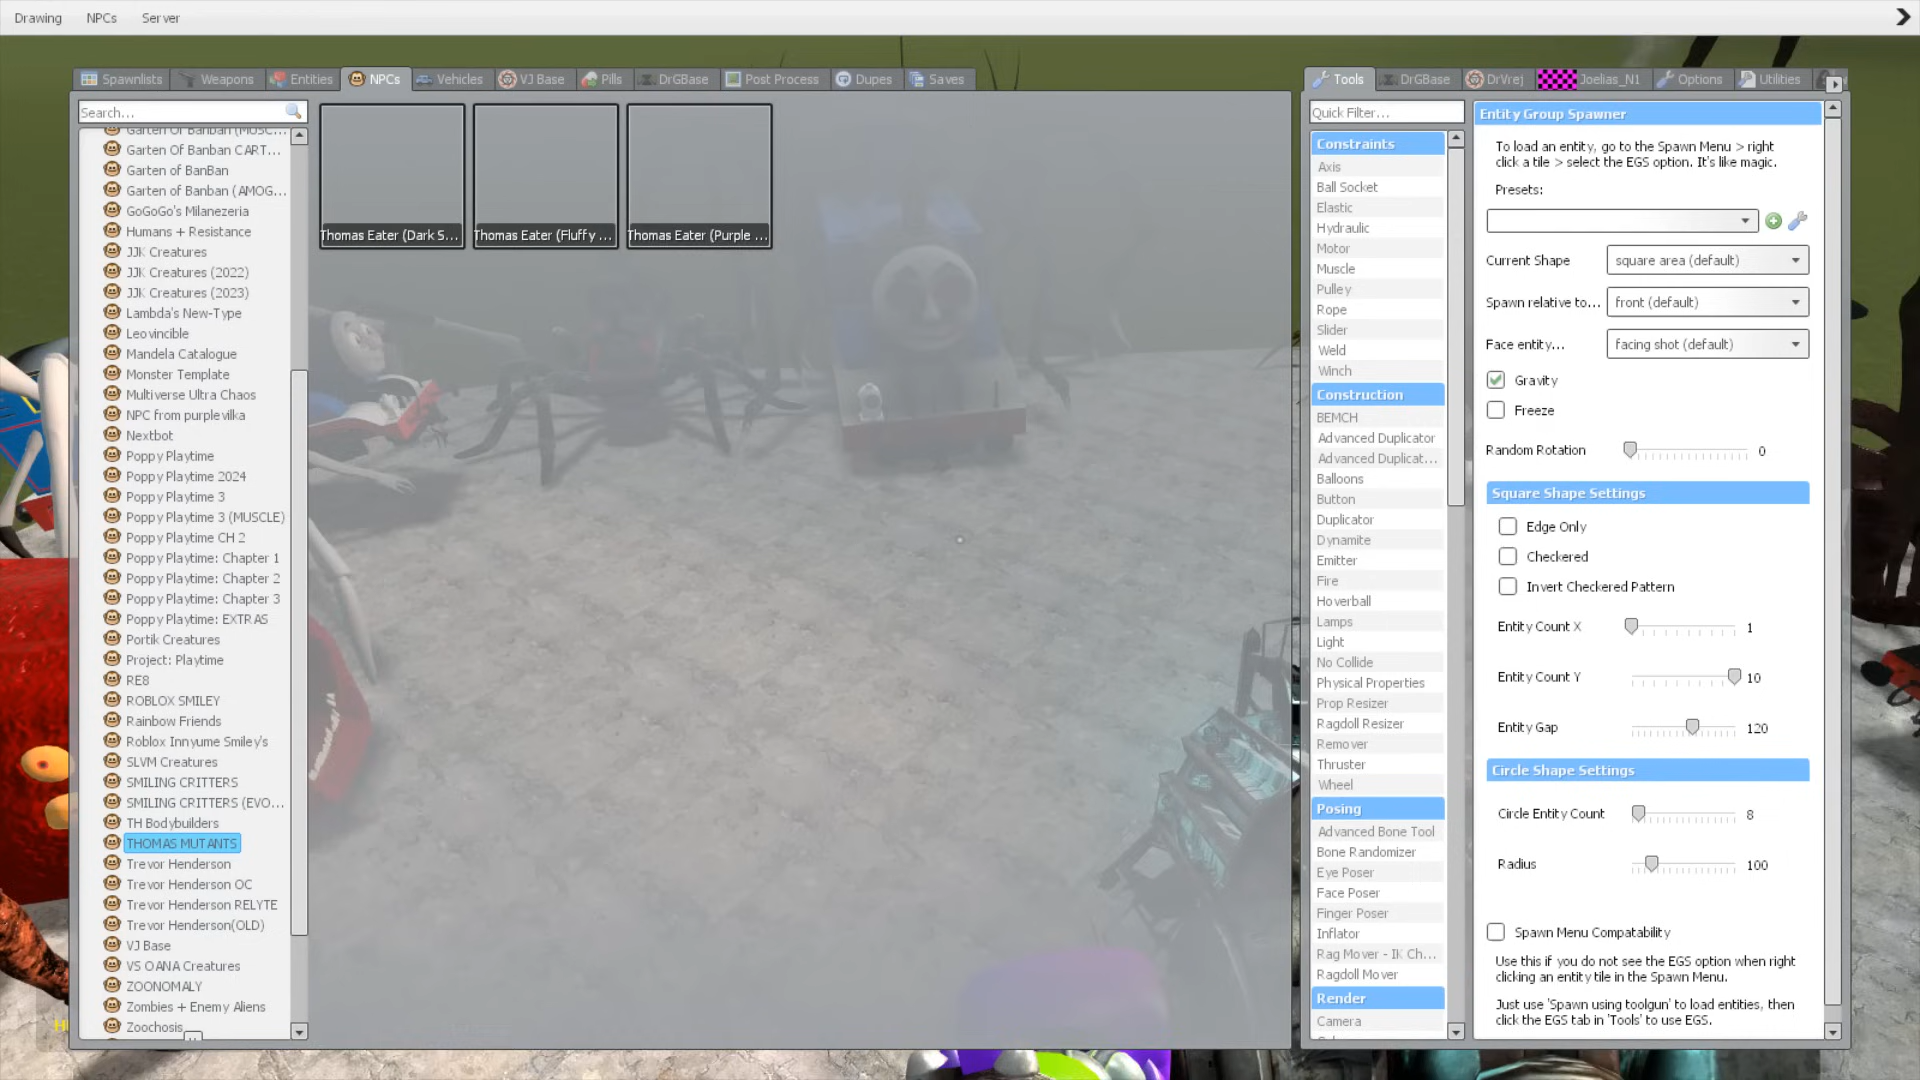 Drawing NPCs Server
Spawnlists Weapons Entities NPCs Vehicles VJ Base Pills DrGBase Post Process Dupes Saves
Search...
Garten Of BanBan (MUSC...
Garten Of Banban CART...
Garten of BanBan
Garten of Banban (AMOG...
GoGoGo's Milanezeria
Humans + Resistance
JJK Creatures
JJK Creatures (2022)
JJK Creatures (2023)
Lambda's New-Type
Leovincible
Mandela Catalogue
Monster Template
Multiverse Ultra Chaos
NPC from purplevilka
Nextbot
Poppy Playtime
Poppy Playtime 2024
Poppy Playtime 3
Poppy Playtime 3 (MUSCLE)
Poppy Playtime CH 2
Poppy Playtime: Chapter 1
Poppy Playtime: Chapter 2
Poppy Playtime: Chapter 3
Poppy Playtime: EXTRAS
Portik Creatures
Project: Playtime
RE8
ROBLOX SMILEY
Rainbow Friends
Roblox Innyume Smiley's
SLVM Creatures
SMILING CRITTERS
SMILING CRITTERS (EVO...
TH Bodybuilders
THOMAS MUTANTS
Trevor Henderson
Trevor Henderson OC
Trevor Henderson RELYTE
Trevor Henderson(OLD)
VJ Base
VS OANA Creatures
ZOONOMALY
Zombies + Enemy Aliens
Zoochosis
Thomas Eater (Dark S... Thomas Eater (Fluffy ... Thomas Eater (Purple ...
Tools DrGBase DrVrej Joelias_N1 Options Utilities
Quick Filter...
Constraints
Axis
Ball Socket
Elastic
Hydraulic
Motor
Muscle
Pulley
Rope
Slider
Weld
Winch
Construction
BEMCH
Advanced Duplicator
Advanced Duplicat...
Balloons
Button
Duplicator
Dynamite
Emitter
Fire
Hoverball
Lamps
Light
No Collide
Physical Properties
Prop Resizer
Ragdoll Resizer
Remover
Thruster
Wheel
Posing
Advanced Bone Tool
Bone Randomizer
Eye Poser
Face Poser
Finger Poser
Inflator
Rag Mover - IK Ch...
Ragdoll Mover
Render
Camera
Entity Group Spawner
To load an entity, go to the Spawn Menu > right
click a tile > select the EGS option. It's like magic.
Presets:
Current Shape square area (default)
Spawn relative to... front (default)
Face entity... facing shot (default)
Gravity
Freeze
Random Rotation 0
Square Shape Settings
Edge Only
Checkered
Invert Checkered Pattern
Entity Count X 1
Entity Count Y 10
Entity Gap 120
Circle Shape Settings
Circle Entity Count 8
Radius 100
Spawn Menu Compatability
Use this if you do not see the EGS option when right
clicking an entity tile in the Spawn Menu.
Just use 'Spawn using toolgun' to load entities, then
click the EGS tab in 'Tools' to use EGS.